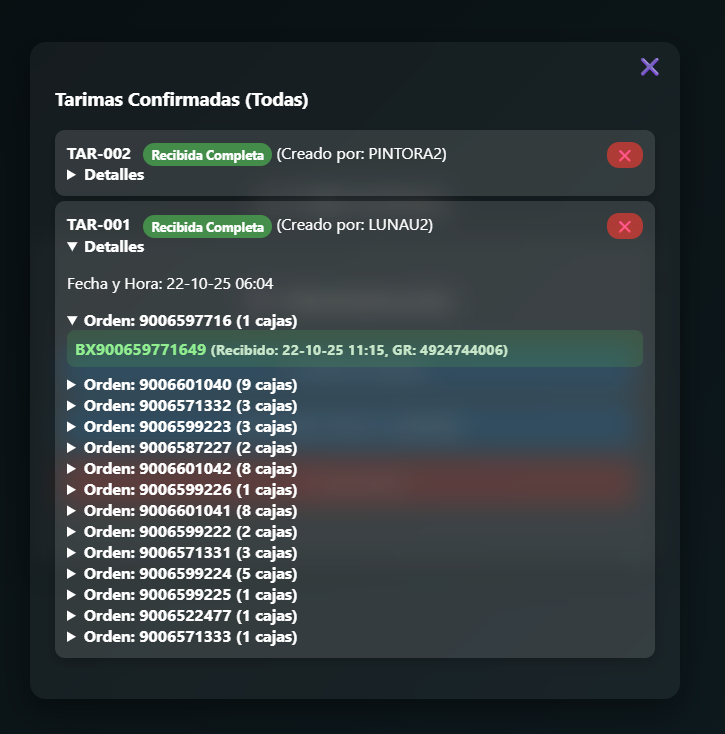 Tarimas Confirmadas (Todas)
TAR-002 Recibida Completa (Creado por: PINTORA2)
Detalles
TAR-001 Recibida Completa (Creado por: LUNAU2)
Detalles
Fecha y Hora: 22-10-25 06:04
Orden: 9006597716 (1 cajas)
BX900659771649 (Recibido: 22-10-25 11:15, GR: 4924744006)
Orden: 9006601040 (9 cajas)
Orden: 9006571332 (3 cajas)
Orden: 9006599223 (3 cajas)
Orden: 9006587227 (2 cajas)
Orden: 9006601042 (8 cajas)
Orden: 9006599226 (1 cajas)
Orden: 9006601041 (8 cajas)
Orden: 9006599222 (2 cajas)
Orden: 9006571331 (3 cajas)
Orden: 9006599224 (5 cajas)
Orden: 9006599225 (1 cajas)
Orden: 9006522477 (1 cajas)
Orden: 9006571333 (1 cajas)